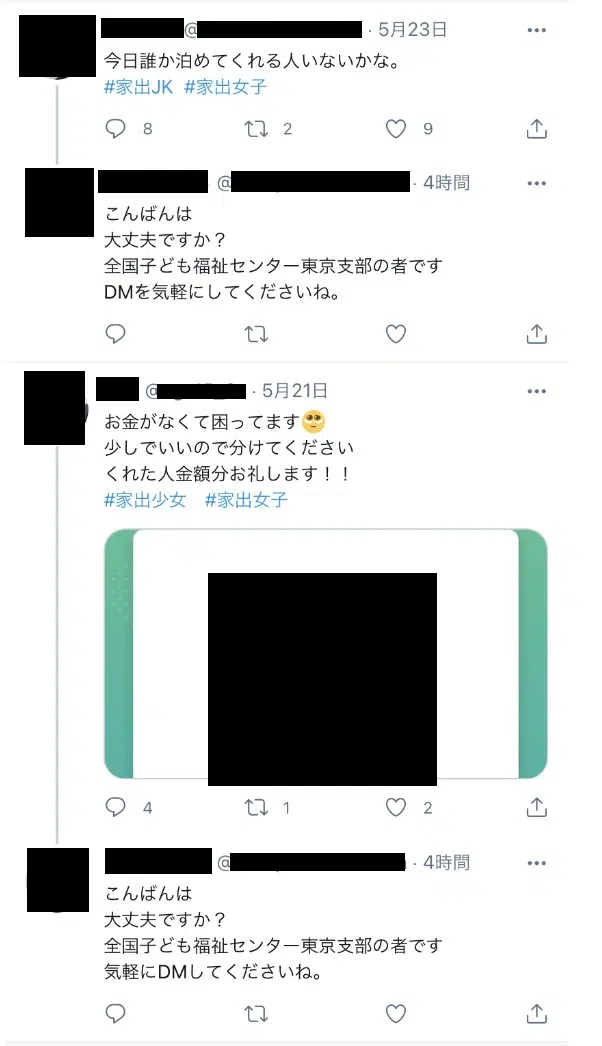 @ · 5月23日
今日誰か泊めてくれる人いないかな。
#家出JK #家出女子
8 2 9
@ · 4時間
こんばんは
大丈夫ですか？
全国子ども福祉センター東京支部の者です
DMを気軽にしてくださいね。
@ · 5月21日
お金がなくて困ってます🥺
少しでいいので分けてください
くれた人金額分お礼します！！
#家出少女 #家出女子
4 1 2
@ · 4時間
こんばんは
大丈夫ですか？
全国子ども福祉センター東京支部の者です
気軽にDMしてくださいね。